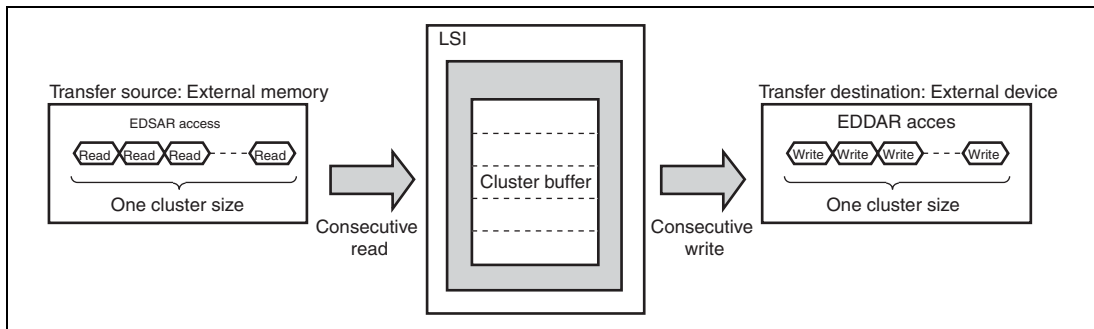 LSI
Transfer source: External memory
EDSAR access
Read Read Read Read
One cluster size
Consecutive
read
Cluster buffer
Consecutive
write
Transfer destination: External device
EDDAR acces
Write Write Write Write
One cluster size